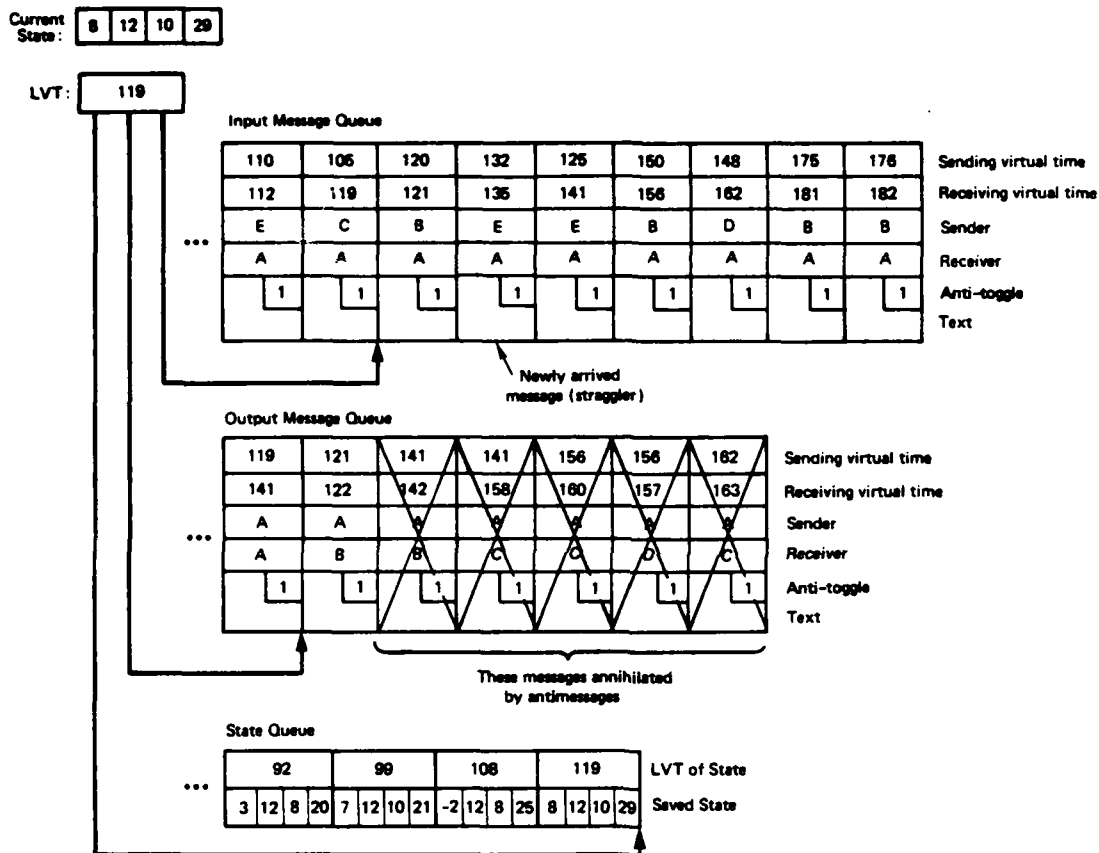 Current State: 8 12 10 29
LVT: 119
Input Message Queue
110 106 120 132 125 150 148 175 176 Sending virtual time
112 119 121 135 141 156 162 181 182 Receiving virtual time
... E C B E E B D B B Sender
A A A A A A A A A Receiver
1 1 1 1 1 1 1 1 1 Anti-toggle
Text
Newly arrived
message (straggler)
Output Message Queue
119 121 141 141 156 156 162 Sending virtual time
141 122 142 158 160 157 163 Receiving virtual time
... A A A A A A A Sender
A B B C C D C Receiver
1 1 1 1 1 1 1 Anti-toggle
Text
These messages annihilated
by antimessages
State Queue
... 92 99 108 119 LVT of State
3 12 8 20 7 12 10 21 -2 12 8 25 8 12 10 29 Saved State